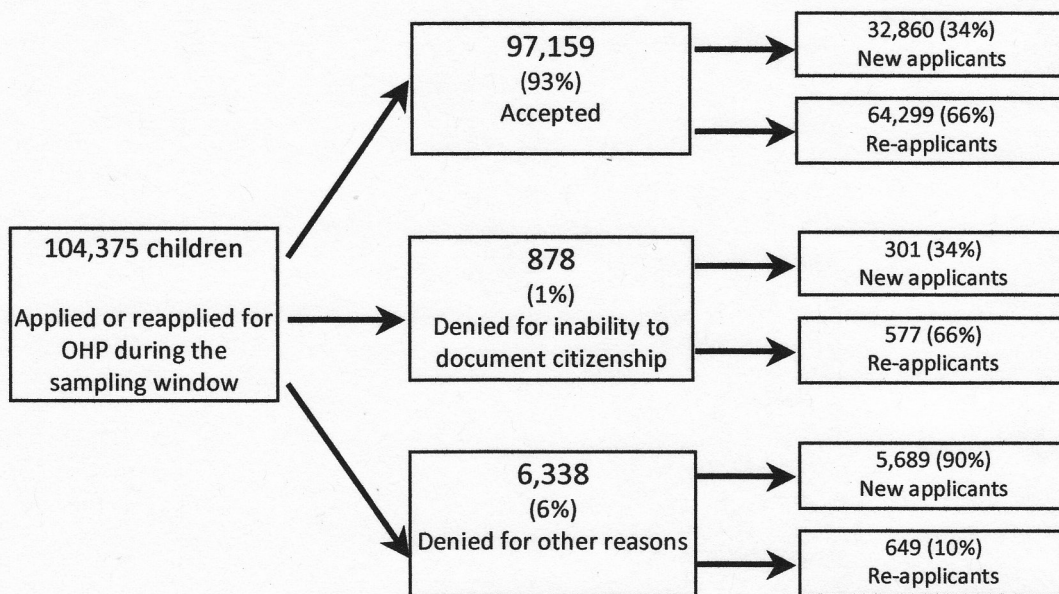 104,375 children
Applied or reapplied for
OHP during the
sampling window
97,159
(93%)
Accepted
32,860 (34%)
New applicants
64,299 (66%)
Re-applicants
878
(1%)
Denied for inability to
document citizenship
301 (34%)
New applicants
577 (66%)
Re-applicants
6,338
(6%)
Denied for other reasons
5,689 (90%)
New applicants
649 (10%)
Re-applicants